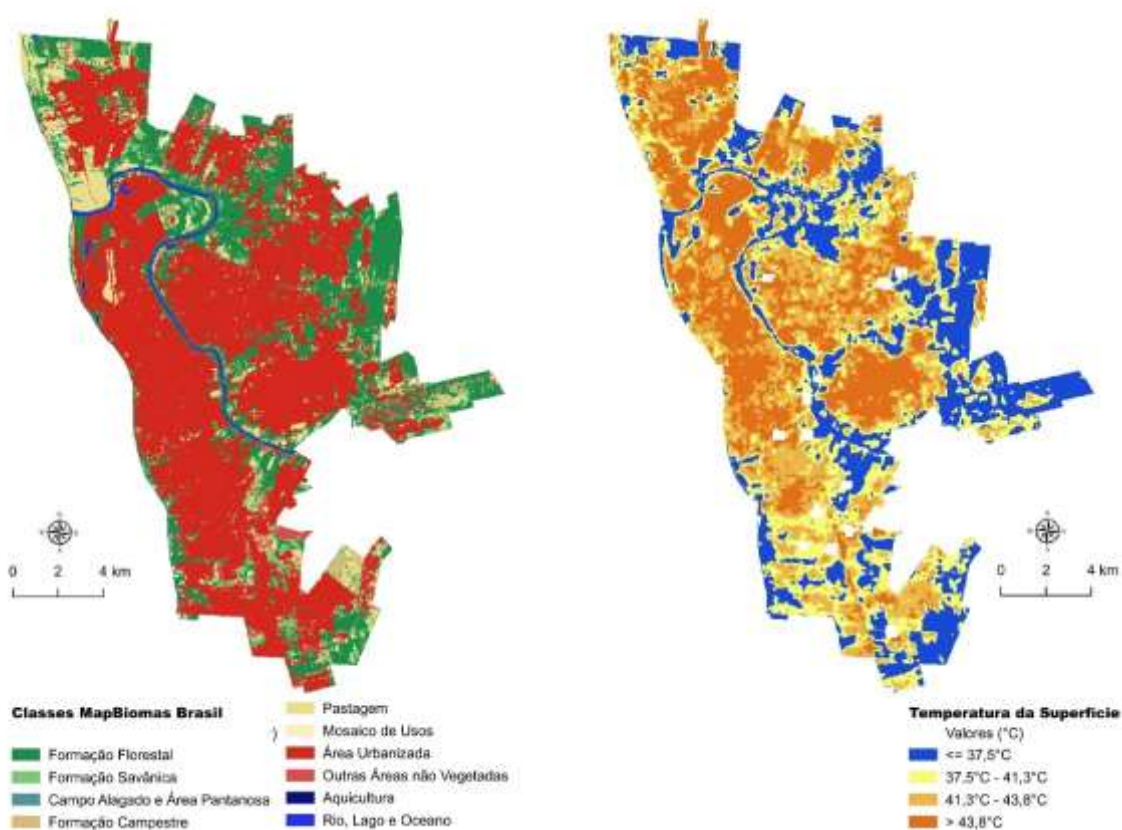 0 2 4 km
0 2 4 km
Classes MapBiomas Brasil
)
Formação Florestal
Formação Savânica
Campo Alagado e Área Pantanosa
Formação Campestre
Pastagem
Mosaico de Usos
Área Urbanizada
Outras Áreas não Vegetadas
Aquicultura
Rio, Lago e Oceano
Temperatura da Superfície
Valores (°C)
<= 37,5°C
37,5°C - 41,3°C
41,3°C - 43,8°C
> 43,8°C